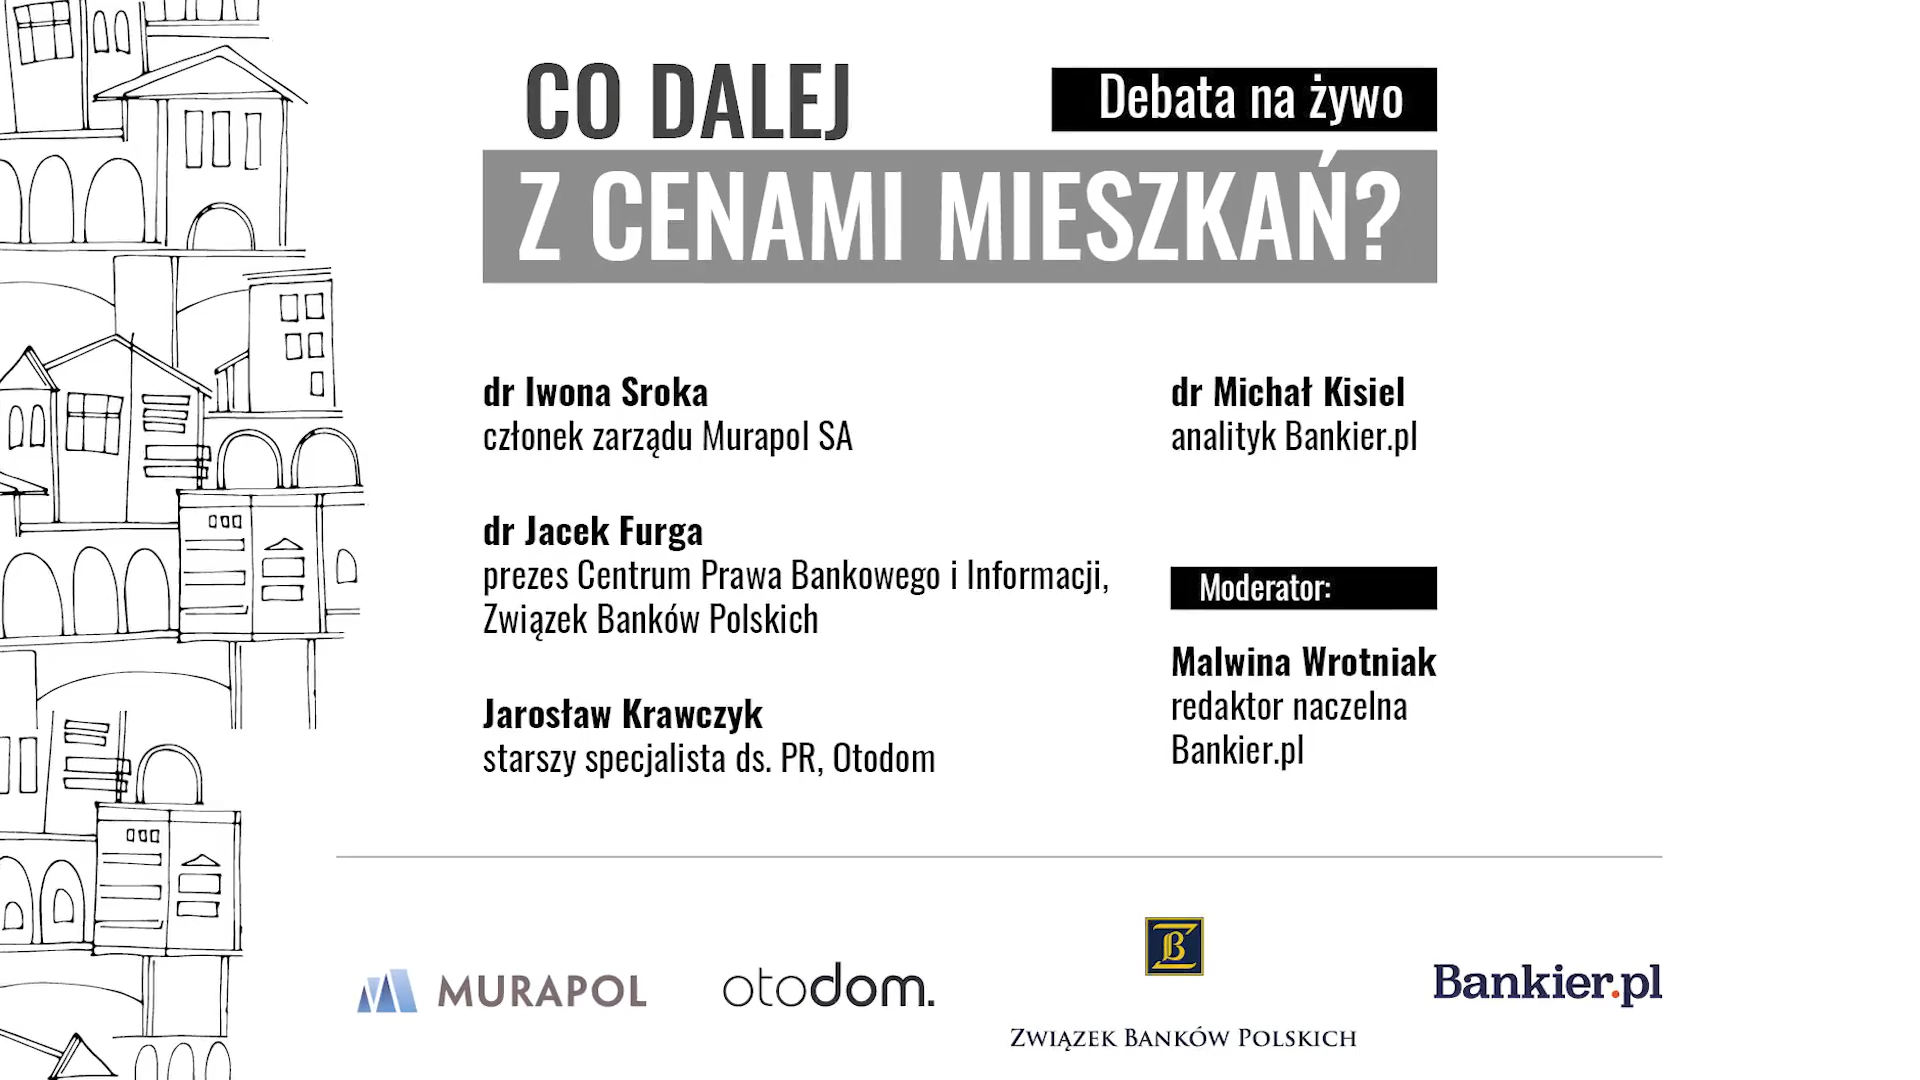 CO DALEJ
Debata na żywo
Z CENAMI MIESZKAŃ?
dr Iwona Sroka
członek zarządu Murapol SA
dr Jacek Furga
prezes Centrum Prawa Bankowego i Informacji,
Związek Banków Polskich
Jarosław Krawczyk
starszy specjalista ds. PR, Otodom
dr Michał Kisiel
analityk Bankier.pl
Moderator:
Malwina Wrotniak
redaktor naczelna
Bankier.pl
MURAPOL
otodom.
ZWIĄZEK BANKÓW POLSKICH
Bankier.pl